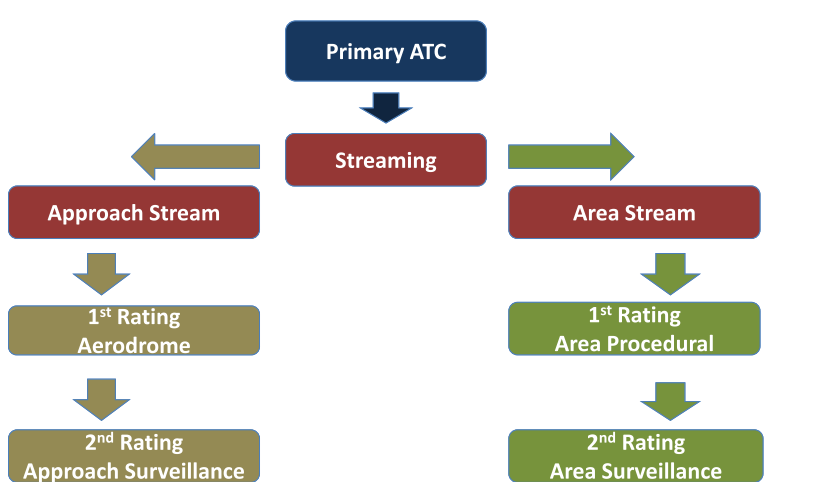 Primary ATC
Streaming
Approach Stream
Area Stream
1st Rating
Aerodrome
1st Rating
Area Procedural
2nd Rating
Approach Surveillance
2nd Rating
Area Surveillance